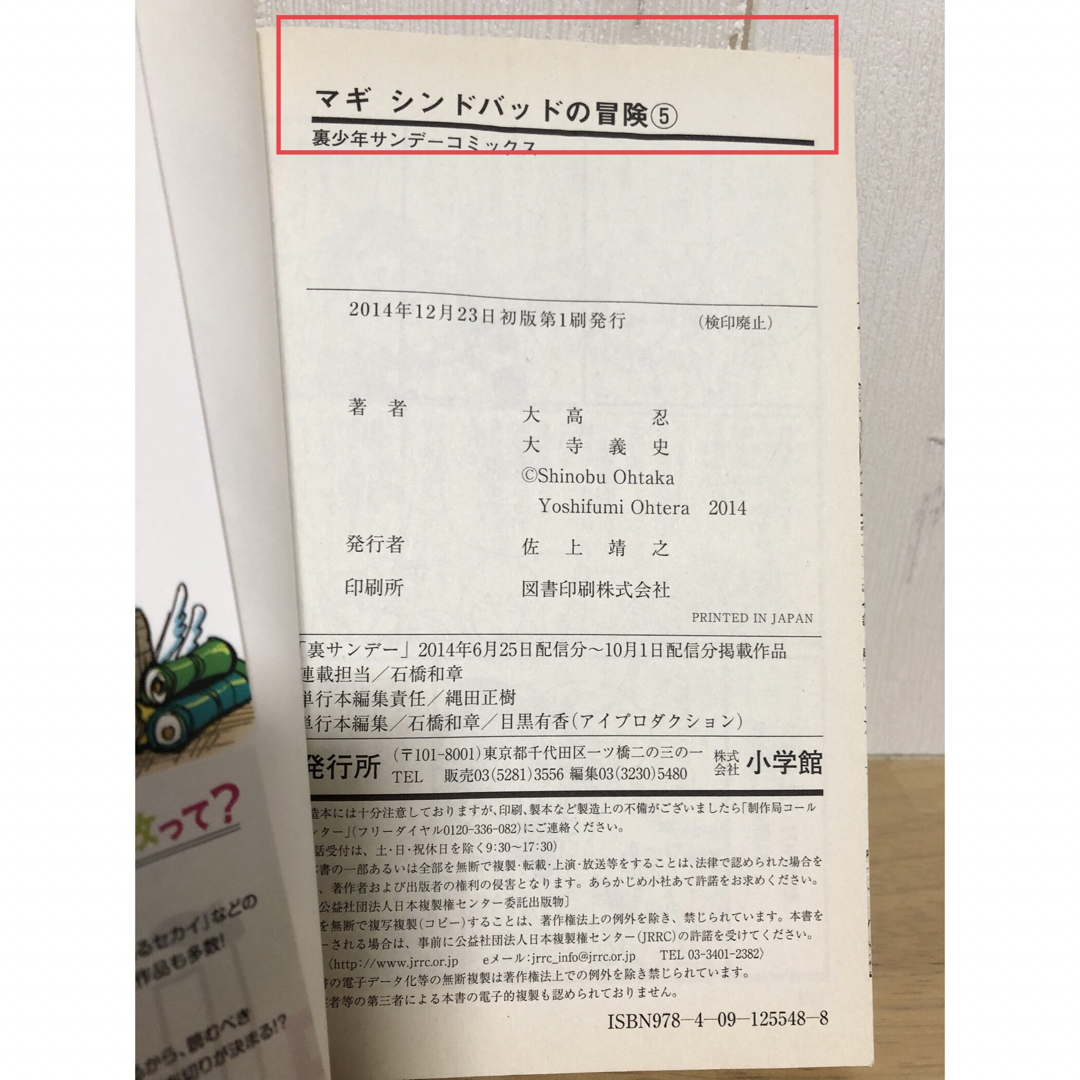 マギ シンドバッドの冒険⑤
裏少年サンデーコミックス
2014年12月23日初版第1刷発行 （検印廃止）
著 者 大 高 忍
大 寺 義 史
©Shinobu Ohtaka
Yoshifumi Ohtera 2014
発行者 佐 上 靖 之
印刷所 図書印刷株式会社
PRINTED IN JAPAN
「裏サンデー」2014年6月25日配信分〜10月1日配信分掲載作品
連載担当／石橋和章
単行本編集責任／縄田正樹
単行本編集／石橋和章／目黒有香(アイプロダクション)
発行所 (〒101-8001)東京都千代田区一ツ橋二の三の一 株式会社 小学館
TEL 販売03(5281)3556 編集03(3230)5480
造本には十分注意しておりますが、印刷、製本など製造上の不備がございましたら「制作局コール
ンター」(フリーダイヤル0120-336-082)にご連絡ください。
話受付は、土・日・祝休日を除く9:30〜17:30)
本書の一部あるいは全部を無断で複製・転載・上演・放送等をすることは、法律で認められた場合を
、著作者および出版者の権利の侵害となります。あらかじめ小社あて許諾をお求めください。
公益社団法人日本複製権センター委託出版物］
を無断で複写複製(コピー)することは、著作権法上の例外を除き、禁じられています。本書を
ーされる場合は、事前に公益社団法人日本複製権センター(JRRC)の許諾を受けてください。
〈http://www.jrrc.or.jp eメール:jrrc_info@jrrc.or.jp TEL 03-3401-2382〉
書の電子データ化等の無断複製は著作権法上での例外を除き禁じられています。
者等の第三者による本書の電子的複製も認められておりません。
ISBN978-4-09-125548-8
って?
るセカイ」などの
作品も多数!
から、読むべき
切りが決まる!?